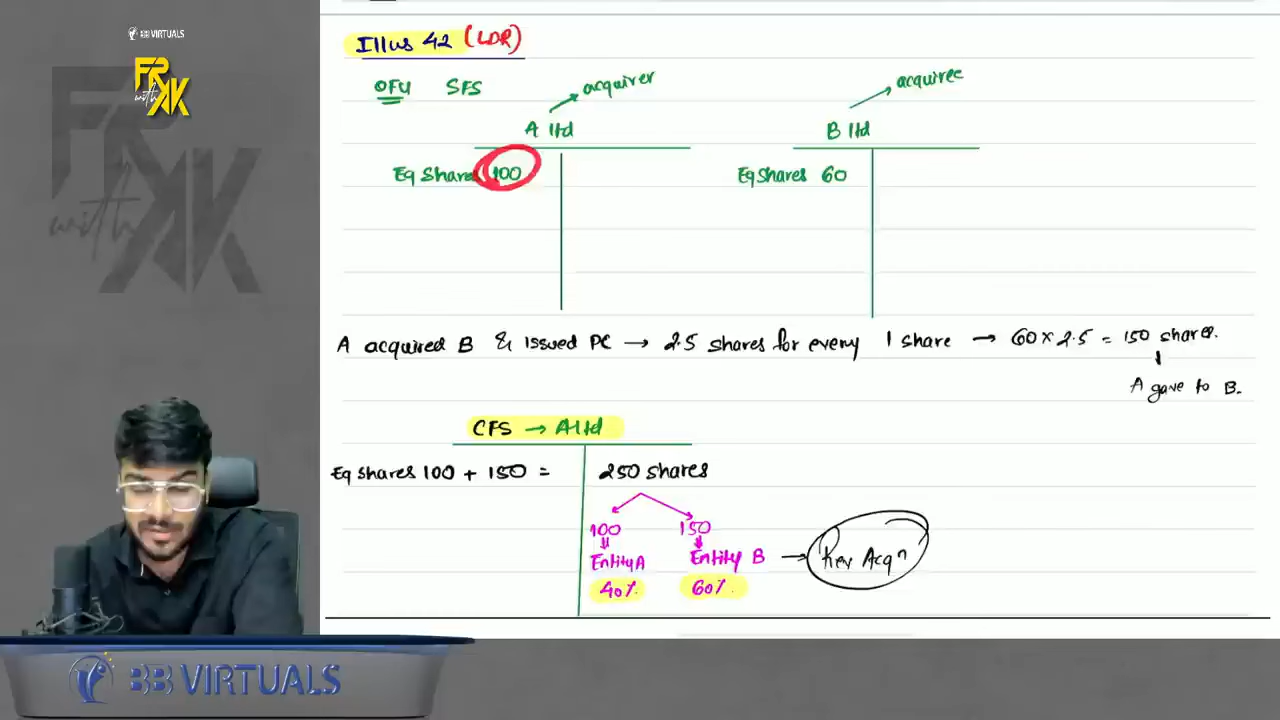 BB VIRTUALS
FR
with
AK
Illus 42 (LDR)
OFU SFS
acquirer
acquiree
A ltd
B ltd
Eq Shares 100
Eq Shares 60
A acquired B & issued PC → 2.5 shares for every 1 share → 60 × 2.5 = 150 shares.
A gave to B.
CFS → A ltd
Eq shares 100 + 150 = 250 shares
100 150
Entity A Entity B → Rev Acqn
40% 60%
BB VIRTUALS